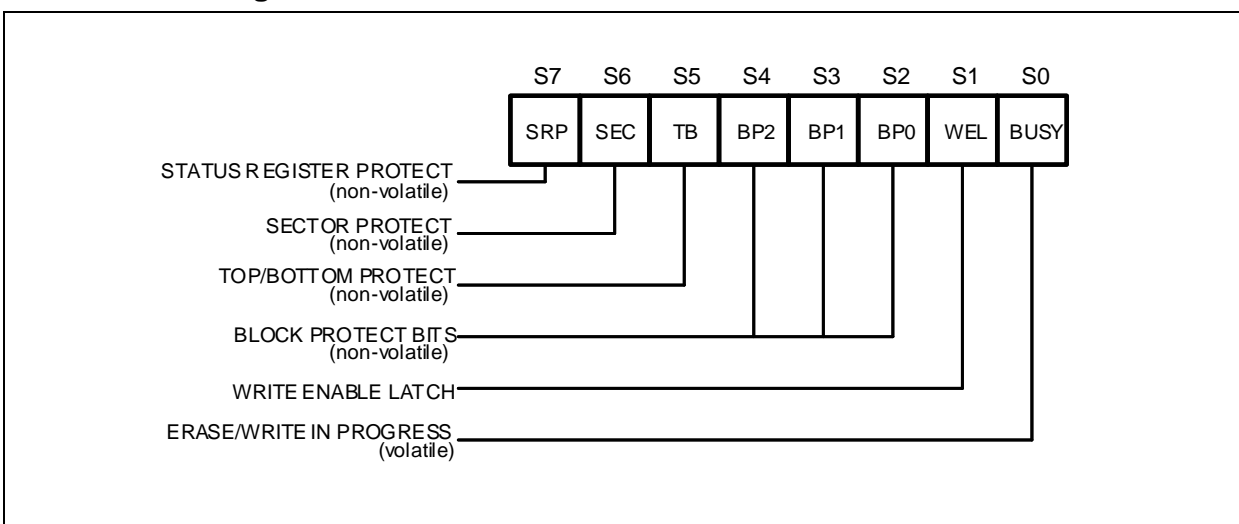 S7 S6 S5 S4 S3 S2 S1 S0
SRP SEC TB BP2 BP1 BP0 WEL BUSY
STATUS REGISTER PROTECT
(non-volatile)
SECTOR PROTECT
(non-volatile)
TOP/BOTTOM PROTECT
(non-volatile)
BLOCK PROTECT BITS
(non-volatile)
WRITE ENABLE LATCH
ERASE/WRITE IN PROGRESS
(volatile)